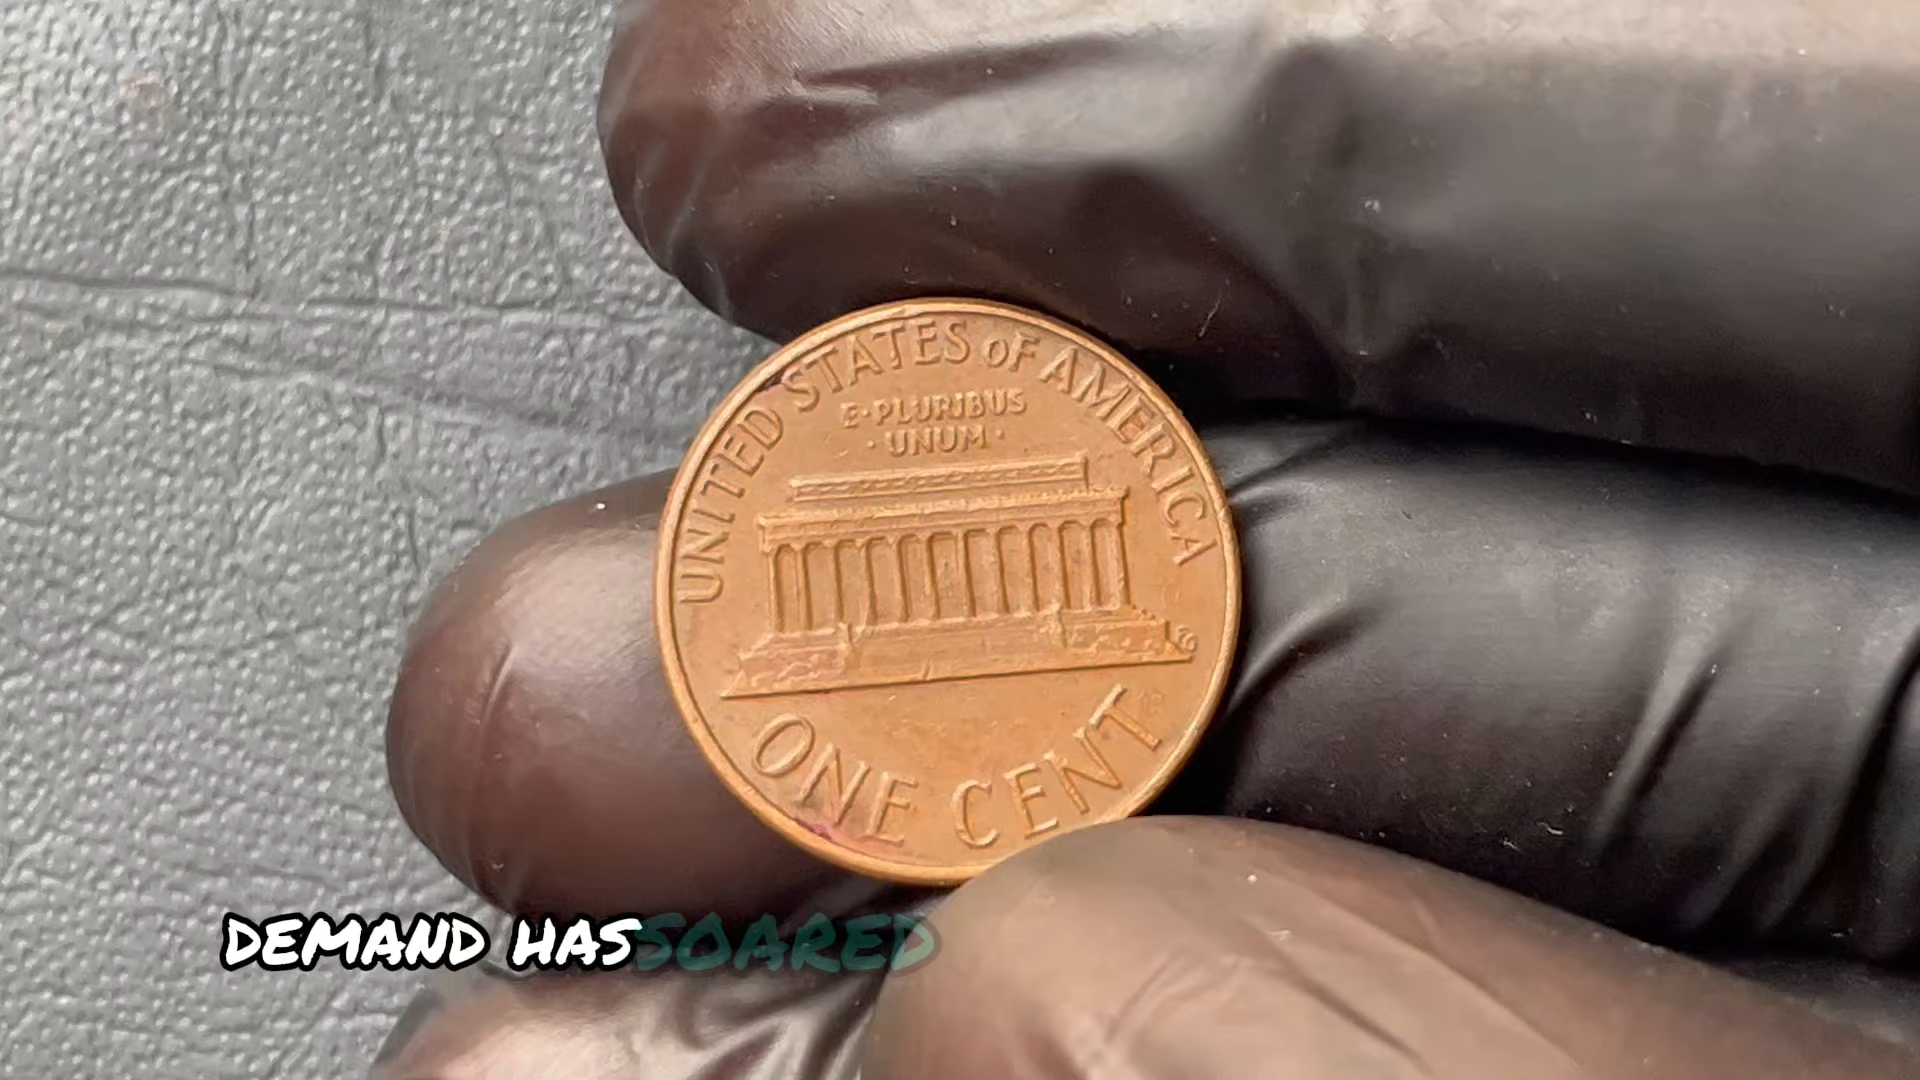 UNITED STATES OF AMERICA
E·PLURIBUS
·UNUM·
ONE CENT
DEMAND HAS SOARED